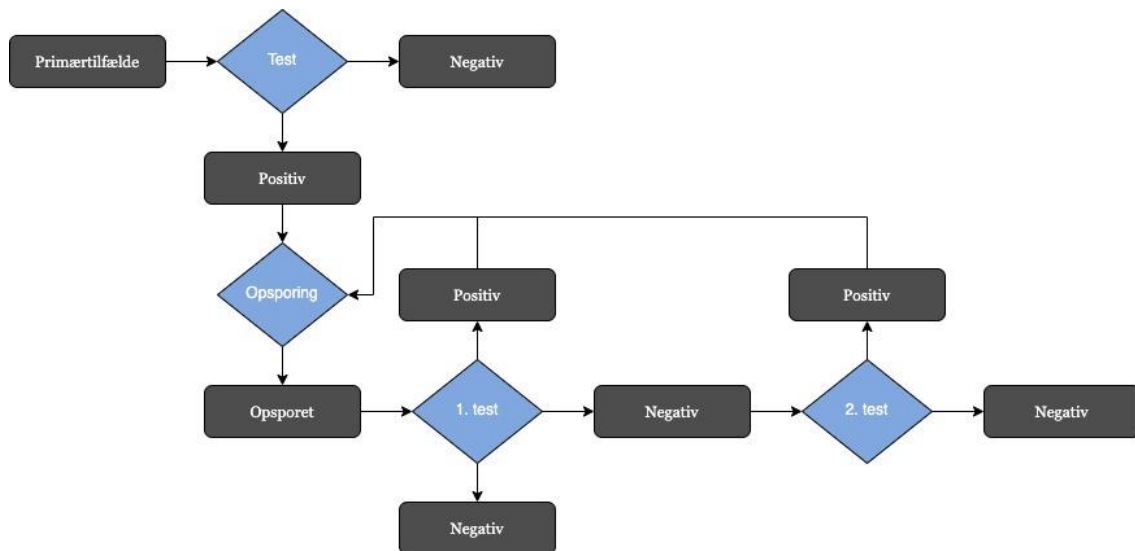 Primærtilfælde
Test
Negativ
Positiv
Opsporing
Positiv
Positiv
Opsporet
1. test
Negativ
2. test
Negativ
Negativ